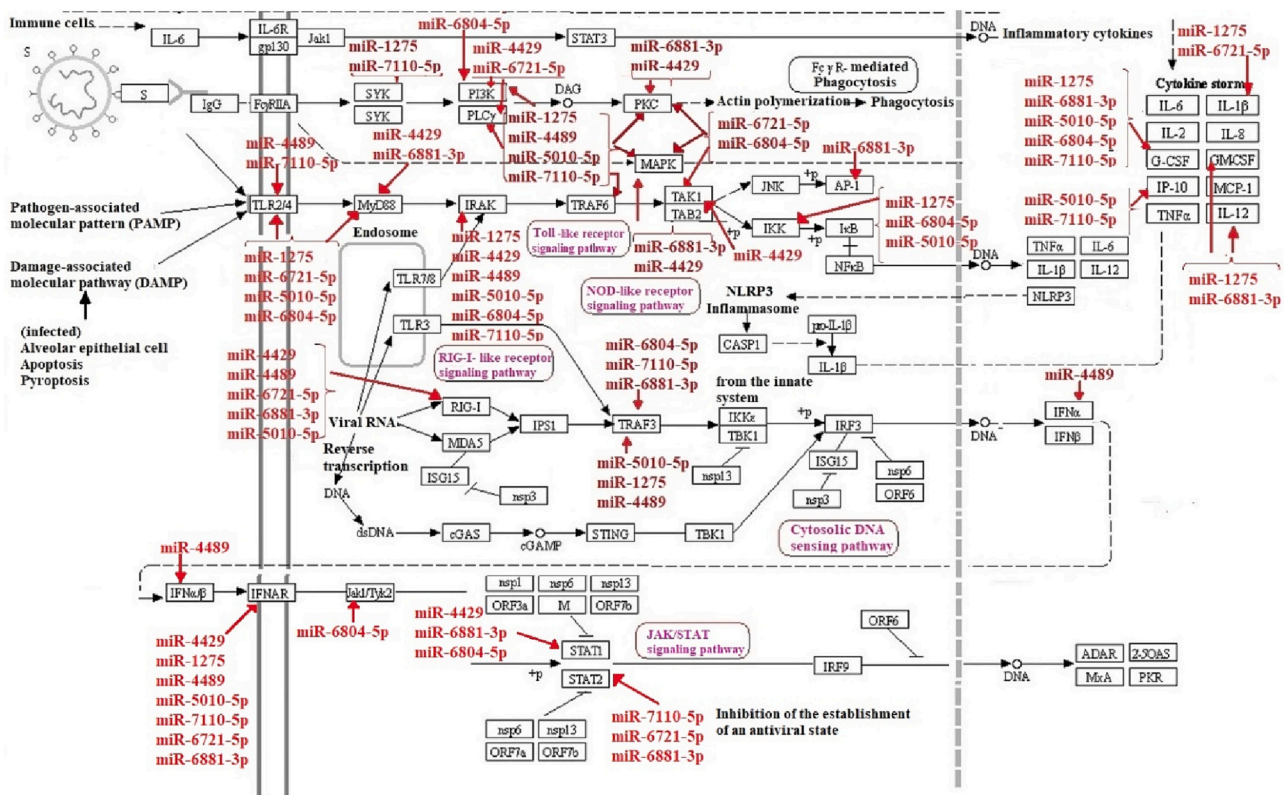 Immune cells
IL-6
IL-6R
gp130
Jak1
STAT3
DNA
Inflammatory cytokines
miR-6804-5p
miR-1275
miR-7110-5p
miR-4429
miR-6721-5p
miR-6881-3p
miR-4429
FcγR- mediated
Phagocytosis
miR-1275
miR-6721-5p
Cytokine storm
S
S
IgG
FcγRIIA
SYK
SYK
PI3K
PLCγ
DAG
PKC
Actin polymerization
Phagocytosis
miR-1275
miR-6881-3p
miR-5010-5p
miR-6804-5p
miR-7110-5p
IL-6
IL-1β
IL-2
IL-8
G-CSF
GMCSF
IP-10
MCP-1
TNFα
IL-12
miR-4489
miR-7110-5p
miR-4429
miR-6881-3p
miR-1275
miR-4489
miR-5010-5p
miR-7110-5p
MAPK
miR-6721-5p
miR-6804-5p
miR-6881-3p
Pathogen-associated
molecular pattern (PAMP)
TLR2/4
MyD88
IRAK
TRAF6
TAK1
TAB2
JNK
+p
AP-1
+p
IKK
+p
IκB
NFκB
miR-1275
miR-6804-5p
miR-5010-5p
miR-5010-5p
miR-7110-5p
Damage-associated
molecular pathway (DAMP)
Endosome
miR-1275
miR-6721-5p
miR-5010-5p
miR-6804-5p
TLR7/8
TLR3
miR-1275
miR-4429
miR-4489
miR-5010-5p
miR-6804-5p
miR-7110-5p
Toll -like receptor
signaling pathway
miR-6881-3p
miR-4429
miR-4429
NOD-like receptor
signaling pathway
NLRP3
Inflammasome
CASP1
pro-IL-1β
IL-1β
DNA
TNFα
IL-6
IL-1β
IL-12
NLRP3
miR-1275
miR-6881-3p
(infected)
Alveolar epithelial cell
Apoptosis
Pyroptosis
RIG-I- like receptor
signaling pathway
miR-4429
miR-4489
miR-6721-5p
miR-6881-3p
miR-5010-5p
miR-6804-5p
miR-7110-5p
miR-6881-3p
from the innate
system
miR-4489
Viral RNA
RIG-I
MDA5
IPS1
TRAF3
IKKε
TBK1
+p
IRF3
DNA
IFNα
IFNβ
Reverse
transcription
ISG15
nsp3
miR-5010-5p
miR-1275
miR-4489
nsp13
ISG15
nsp3
nsp6
ORF6
DNA
dsDNA
cGAS
cGAMP
STING
TBK1
Cytosolic DNA
sensing pathway
miR-4489
IFNα/β
IFNAR
Jak1/Tyk2
miR-6804-5p
nsp1
nsp6
nsp13
ORF3a
M
ORF7b
miR-4429
miR-6881-3p
miR-6804-5p
STAT1
+p
STAT2
JAK/STAT
signaling pathway
ORF6
IRF9
DNA
ADAR
2-5OAS
MxA
PKR
miR-4429
miR-1275
miR-4489
miR-5010-5p
miR-7110-5p
miR-6721-5p
miR-6881-3p
nsp6
nsp13
ORF7a
ORF7b
miR-7110-5p
miR-6721-5p
miR-6881-3p
Inhibition of the establishment
of an antiviral state